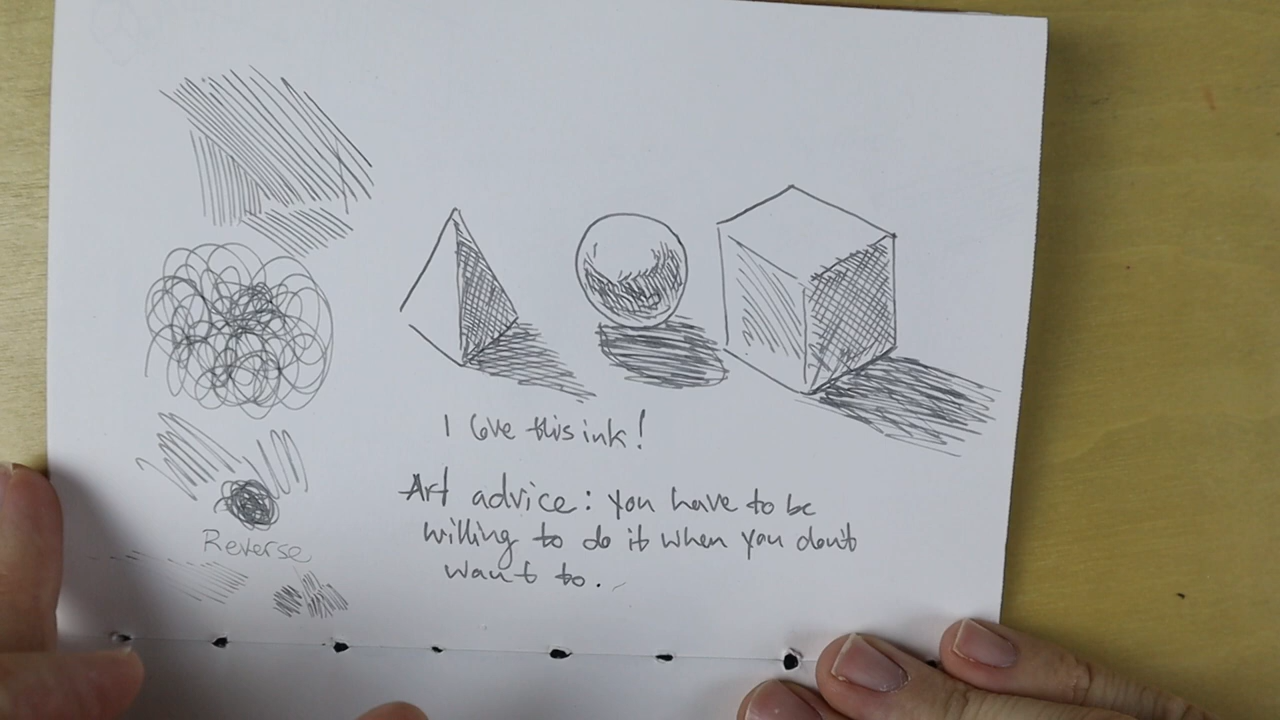 I love this ink!
Art advice: you have to be
willing to do it when you don't
want to.
Reverse